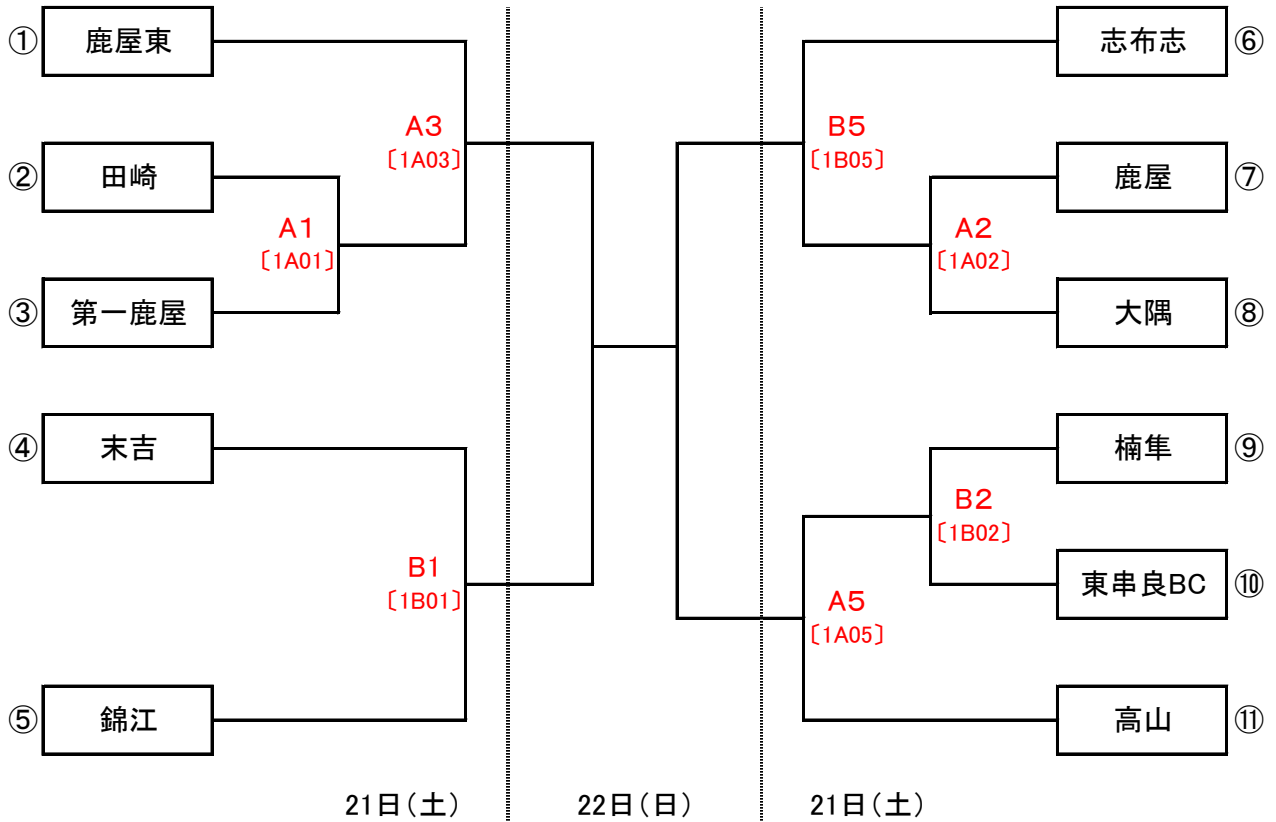 ① 鹿屋東
② 田崎
③ 第一鹿屋
④ 末吉
⑤ 錦江
A3
〔1A03〕
A1
〔1A01〕
B1
〔1B01〕
B5
〔1B05〕
A2
〔1A02〕
B2
〔1B02〕
A5
〔1A05〕
志布志 ⑥
鹿屋 ⑦
大隅 ⑧
楠隼 ⑨
東串良BC ⑩
高山 ⑪
21日(土) 22日(日) 21日(土)